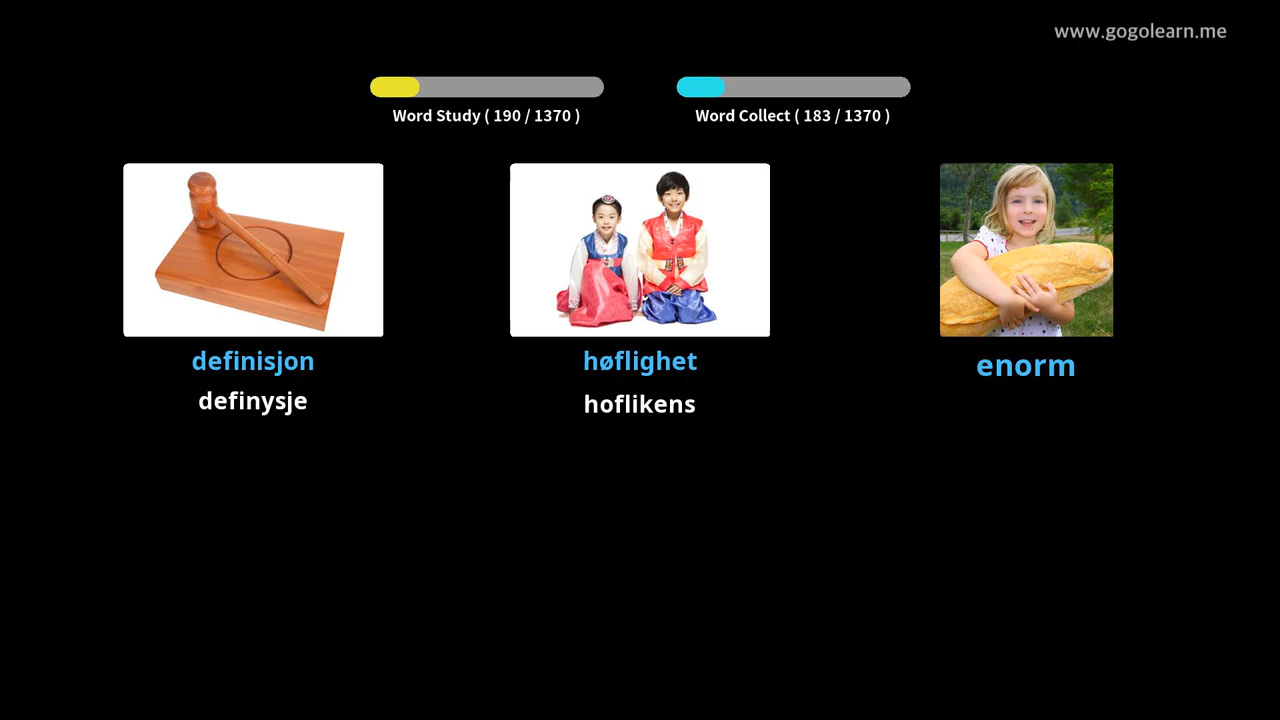 www.gogolearn.me
Word Study ( 190 / 1370 )
Word Collect ( 183 / 1370 )
definisjon
definysje
høflighet
hoflikens
enorm